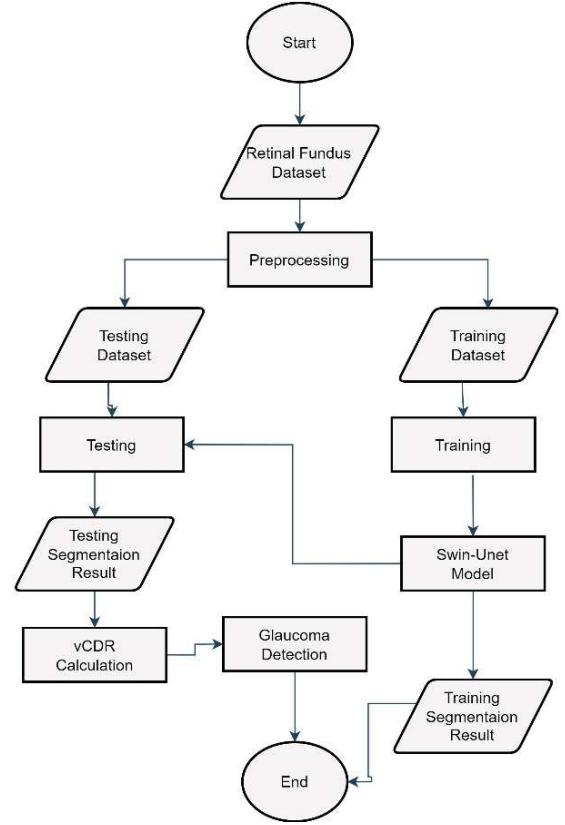 Start
Retinal Fundus
Dataset
Preprocessing
Testing
Dataset
Training
Dataset
Testing
Training
Testing
Segmentaion
Result
Swin-Unet
Model
vCDR
Calculation
Glaucoma
Detection
Training
Segmentaion
Result
End